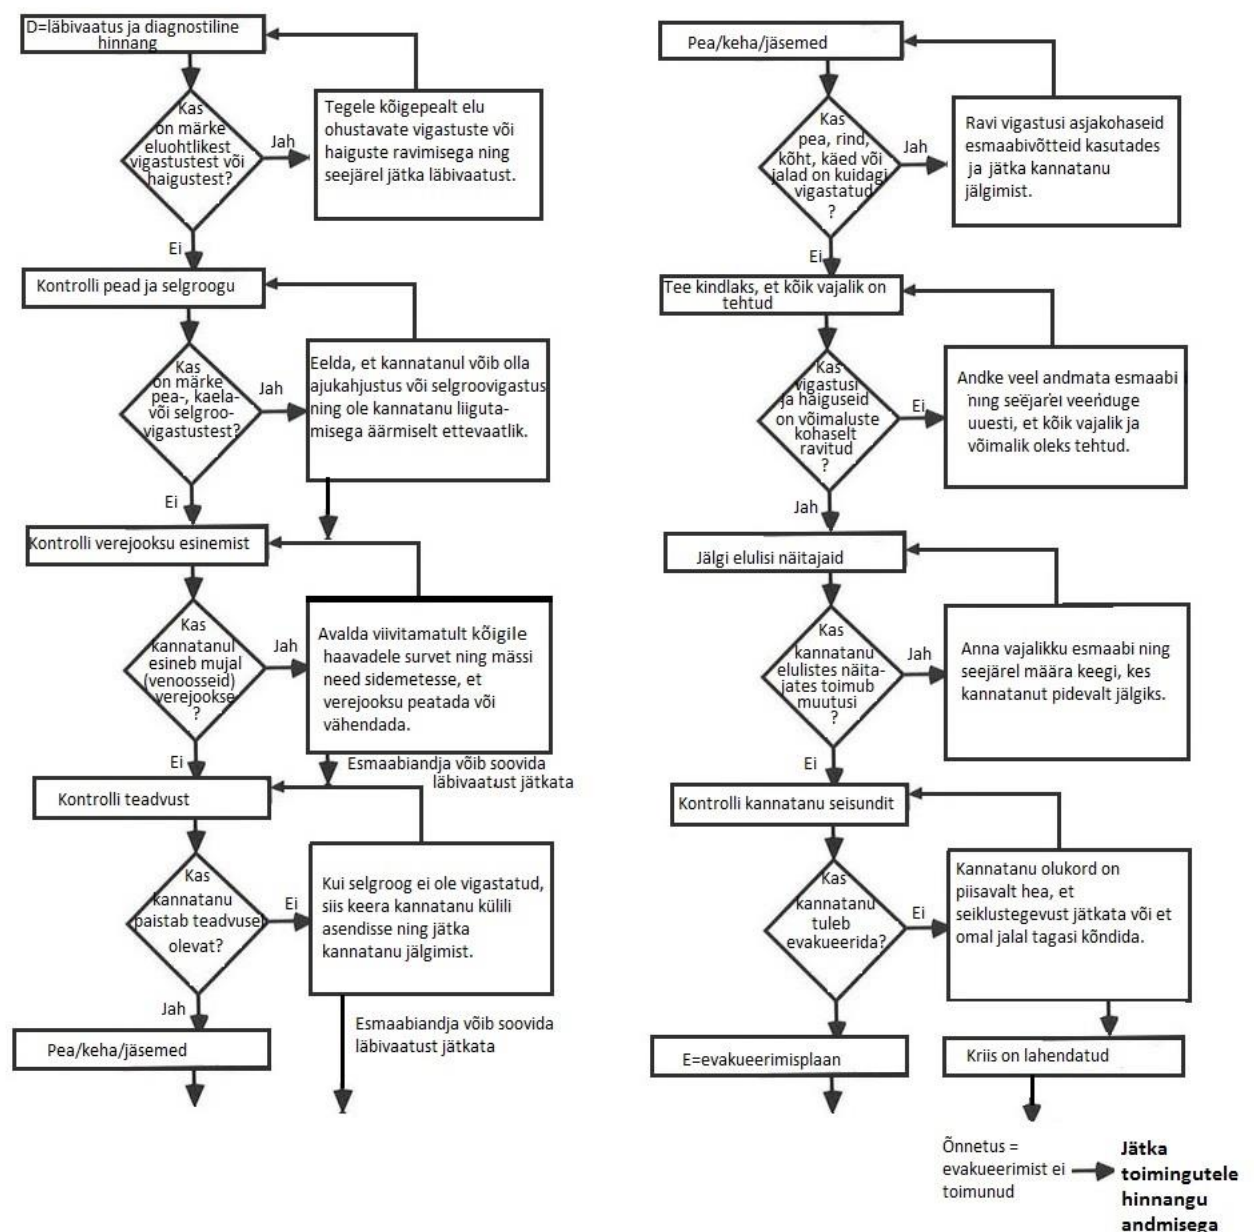 D=läbivaatus ja diagnostiline
hinnang
Kas
on märke
eluohtlikest
vigastustest või
haigustest?
Jah
Tegele kõigepealt elu
ohustavate vigastuste või
haiguste ravimisega ning
seejärel jätka läbivaatust.
Ei
Kontrolli pead ja selgroogu
Kas
on märke
pea-, kaela-
või selgroo-
vigastustest?
Jah
Eelda, et kannatanul võib olla
ajukahjustus või selgroovigastus
ning ole kannatanu liiguta-
misega äärmiselt ettevaatlik.
Ei
Kontrolli verejooksu esinemist
Kas
kannatanul
esineb mujal
(venoosseid)
verejookse
?
Jah
Avalda viivitamatult kõigile
haavadele survet ning mässi
need sidemetesse, et
verejooksu peatada või
vähendada.
Ei
Esmaabiandja võib soovida
läbivaatust jätkata
Kontrolli teadvust
Kas
kannatanu
paistab teadvusel
olevat?
Ei
Kui selgroog ei ole vigastatud,
siis keera kannatanu külili
asendisse ning jätka
kannatanu jälgimist.
Jah
Esmaabiandja võib soovida
läbivaatust jätkata
Pea/keha/jäsemed
Pea/keha/jäsemed
Kas
pea, rind,
kõht, käed või
jalad on kuidagi
vigastatud
?
Jah
Ravi vigastusi asjakohaseid
esmaabivõtteid kasutades
ja jätka kannatanu
jälgimist.
Ei
Tee kindlaks, et kõik vajalik on
tehtud
Kas
vigastusi
ja haiguseid
on võimaluste
kohaselt
ravitud
?
Ei
Andke veel andmata esmaabi
ning seejärel veenduge
uuesti, et kõik vajalik ja
võimalik oleks tehtud.
Jah
Jälgi elulisi näitajaid
Kas
kannatanu
elulistes näita-
jates toimub
muutusi
?
Jah
Anna vajalikku esmaabi ning
seejärel määra keegi, kes
kannatanut pidevalt jälgiks.
Ei
Kontrolli kannatanu seisundit
Kas
kannatanu
tuleb
evakueerida?
Ei
Kannatanu olukord on
piisavalt hea, et
seiklustegevust jätkata või et
omal jalal tagasi kõndida.
E=evakueerimisplaan
Kriis on lahendatud
Õnnetus =
evakueerimist ei
toimunud
Jätka
toimingutele
hinnangu
andmisega